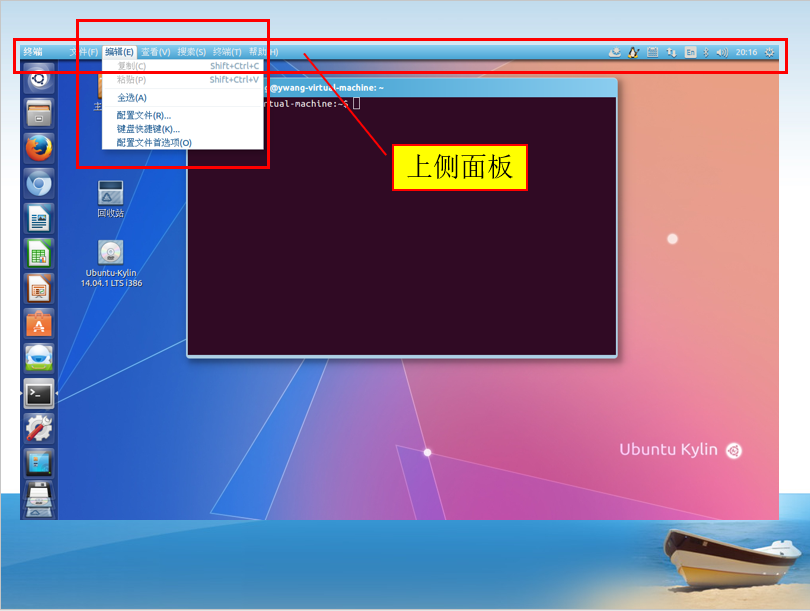 终端 文件(F) 编辑(E) 查看(V) 搜索(S) 终端(T) 帮助(H) En 20:16
复制(C) Shift+Ctrl+C
粘贴(P) Shift+Ctrl+V
全选(A)
配置文件(R)...
键盘快捷键(K)...
配置文件首选项(O)
@ywang-virtual-machine: ~
rtual-machine:~$
主
上侧面板
回收站
Ubuntu-Kylin
14.04.1 LTS i386
Ubuntu Kylin